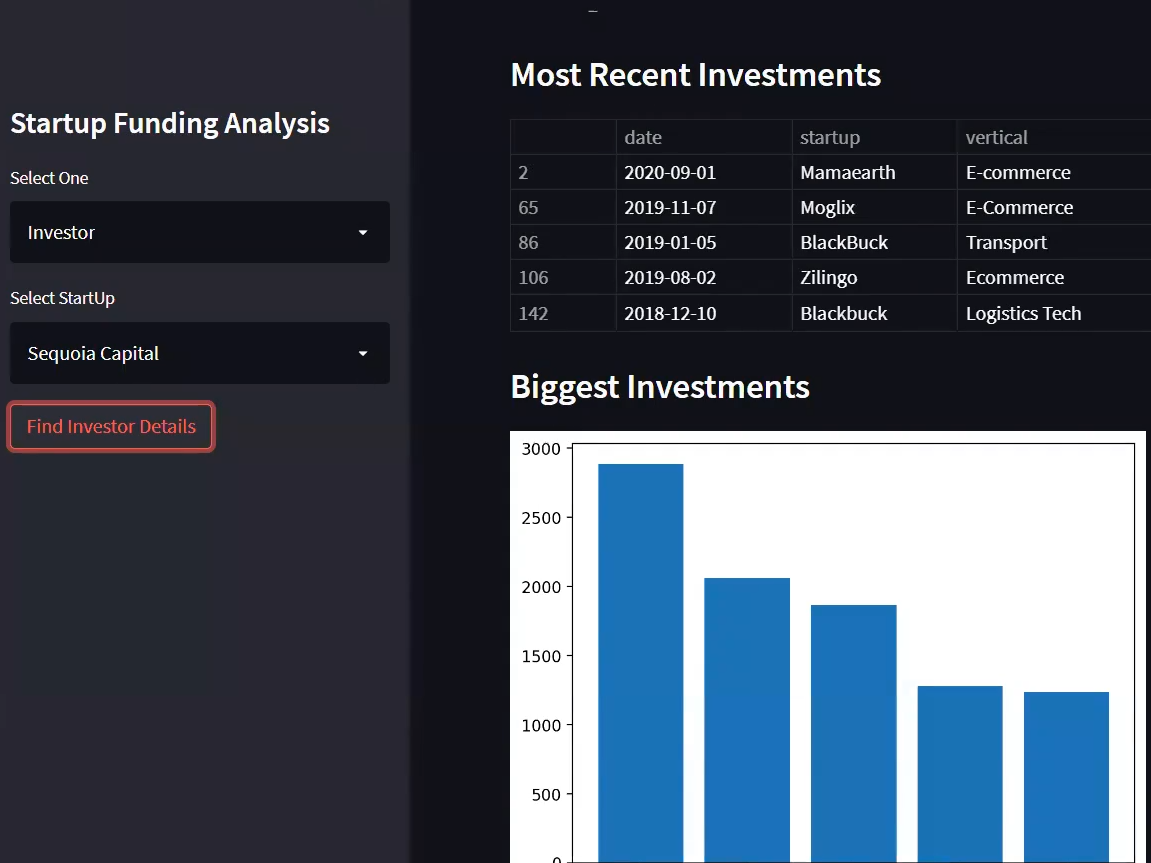 Startup Funding Analysis
Select One
Investor
Select StartUp
Sequoia Capital
Find Investor Details
Most Recent Investments
date startup vertical
2 2020-09-01 Mamaearth E-commerce
65 2019-11-07 Moglix E-Commerce
86 2019-01-05 BlackBuck Transport
106 2019-08-02 Zilingo Ecommerce
142 2018-12-10 Blackbuck Logistics Tech
Biggest Investments
3000
2500
2000
1500
1000
500
0